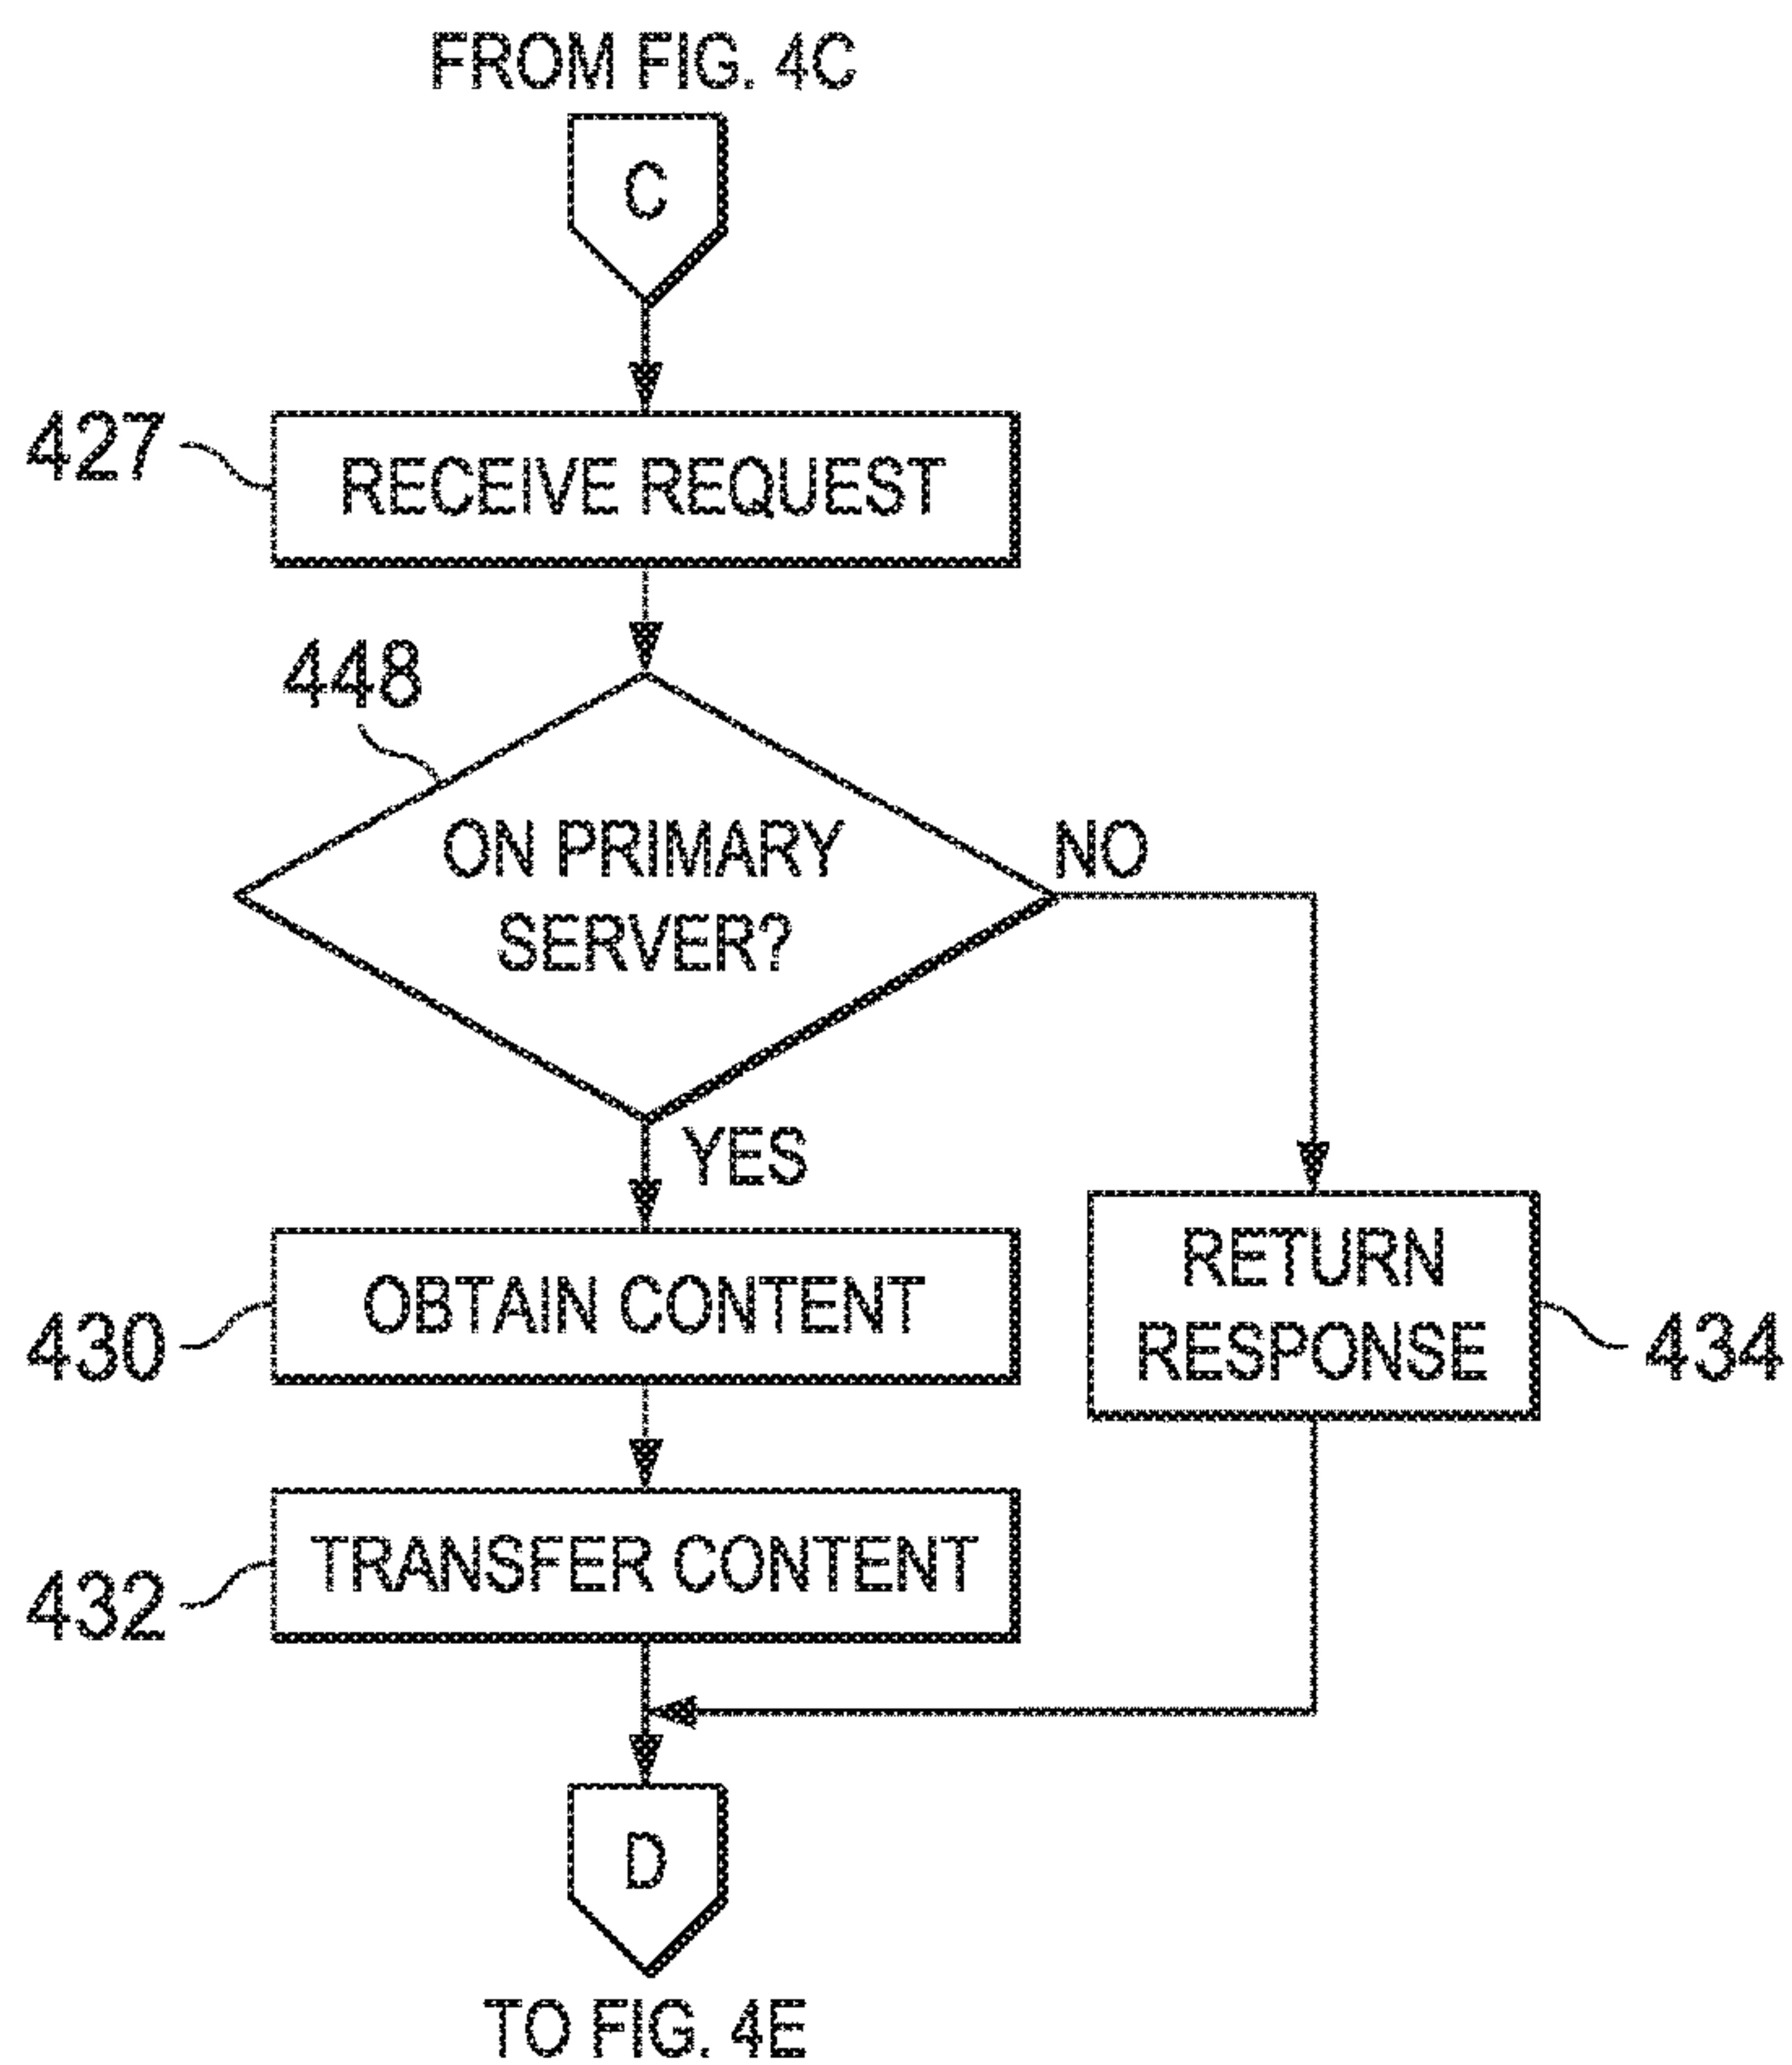 FROM FIG. 4C
C
427
RECEIVE REQUEST
448
ON PRIMARY
SERVER?
NO
YES
430
OBTAIN CONTENT
RETURN
RESPONSE
434
432
TRANSFER CONTENT
D
TO FIG. 4E